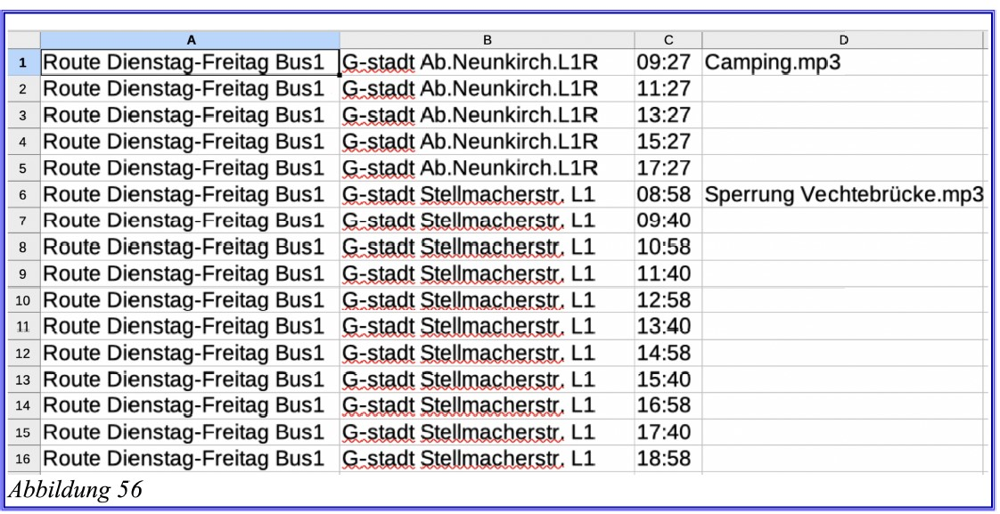 A B C D
1 Route Dienstag-Freitag Bus1 G-stadt Ab.Neunkirch.L1R 09:27 Camping.mp3
2 Route Dienstag-Freitag Bus1 G-stadt Ab.Neunkirch.L1R 11:27
3 Route Dienstag-Freitag Bus1 G-stadt Ab.Neunkirch.L1R 13:27
4 Route Dienstag-Freitag Bus1 G-stadt Ab.Neunkirch.L1R 15:27
5 Route Dienstag-Freitag Bus1 G-stadt Ab.Neunkirch.L1R 17:27
6 Route Dienstag-Freitag Bus1 G-stadt Stellmacherstr. L1 08:58 Sperrung Vechtebrücke.mp3
7 Route Dienstag-Freitag Bus1 G-stadt Stellmacherstr. L1 09:40
8 Route Dienstag-Freitag Bus1 G-stadt Stellmacherstr. L1 10:58
9 Route Dienstag-Freitag Bus1 G-stadt Stellmacherstr. L1 11:40
10 Route Dienstag-Freitag Bus1 G-stadt Stellmacherstr. L1 12:58
11 Route Dienstag-Freitag Bus1 G-stadt Stellmacherstr. L1 13:40
12 Route Dienstag-Freitag Bus1 G-stadt Stellmacherstr. L1 14:58
13 Route Dienstag-Freitag Bus1 G-stadt Stellmacherstr. L1 15:40
14 Route Dienstag-Freitag Bus1 G-stadt Stellmacherstr. L1 16:58
15 Route Dienstag-Freitag Bus1 G-stadt Stellmacherstr. L1 17:40
16 Route Dienstag-Freitag Bus1 G-stadt Stellmacherstr. L1 18:58
Abbildung 56